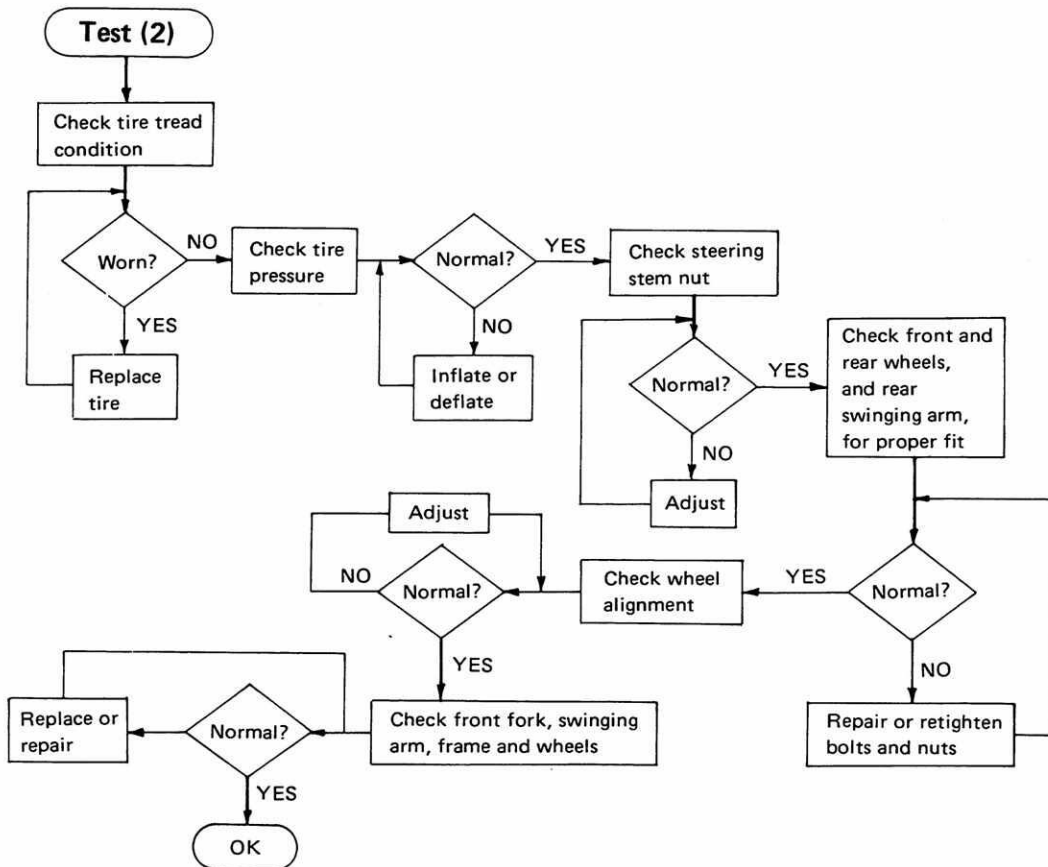 Test (2)
Check tire tread
condition
Worn?
NO
YES
Replace
tire
Check tire
pressure
Normal?
YES
NO
Inflate or
deflate
Check steering
stem nut
Normal?
YES
NO
Adjust
Check front and
rear wheels,
and rear
swinging arm,
for proper fit
Normal?
YES
NO
Repair or retighten
bolts and nuts
Check wheel
alignment
Normal?
NO
Adjust
YES
Check front fork, swinging
arm, frame and wheels
Normal?
Replace or
repair
YES
OK